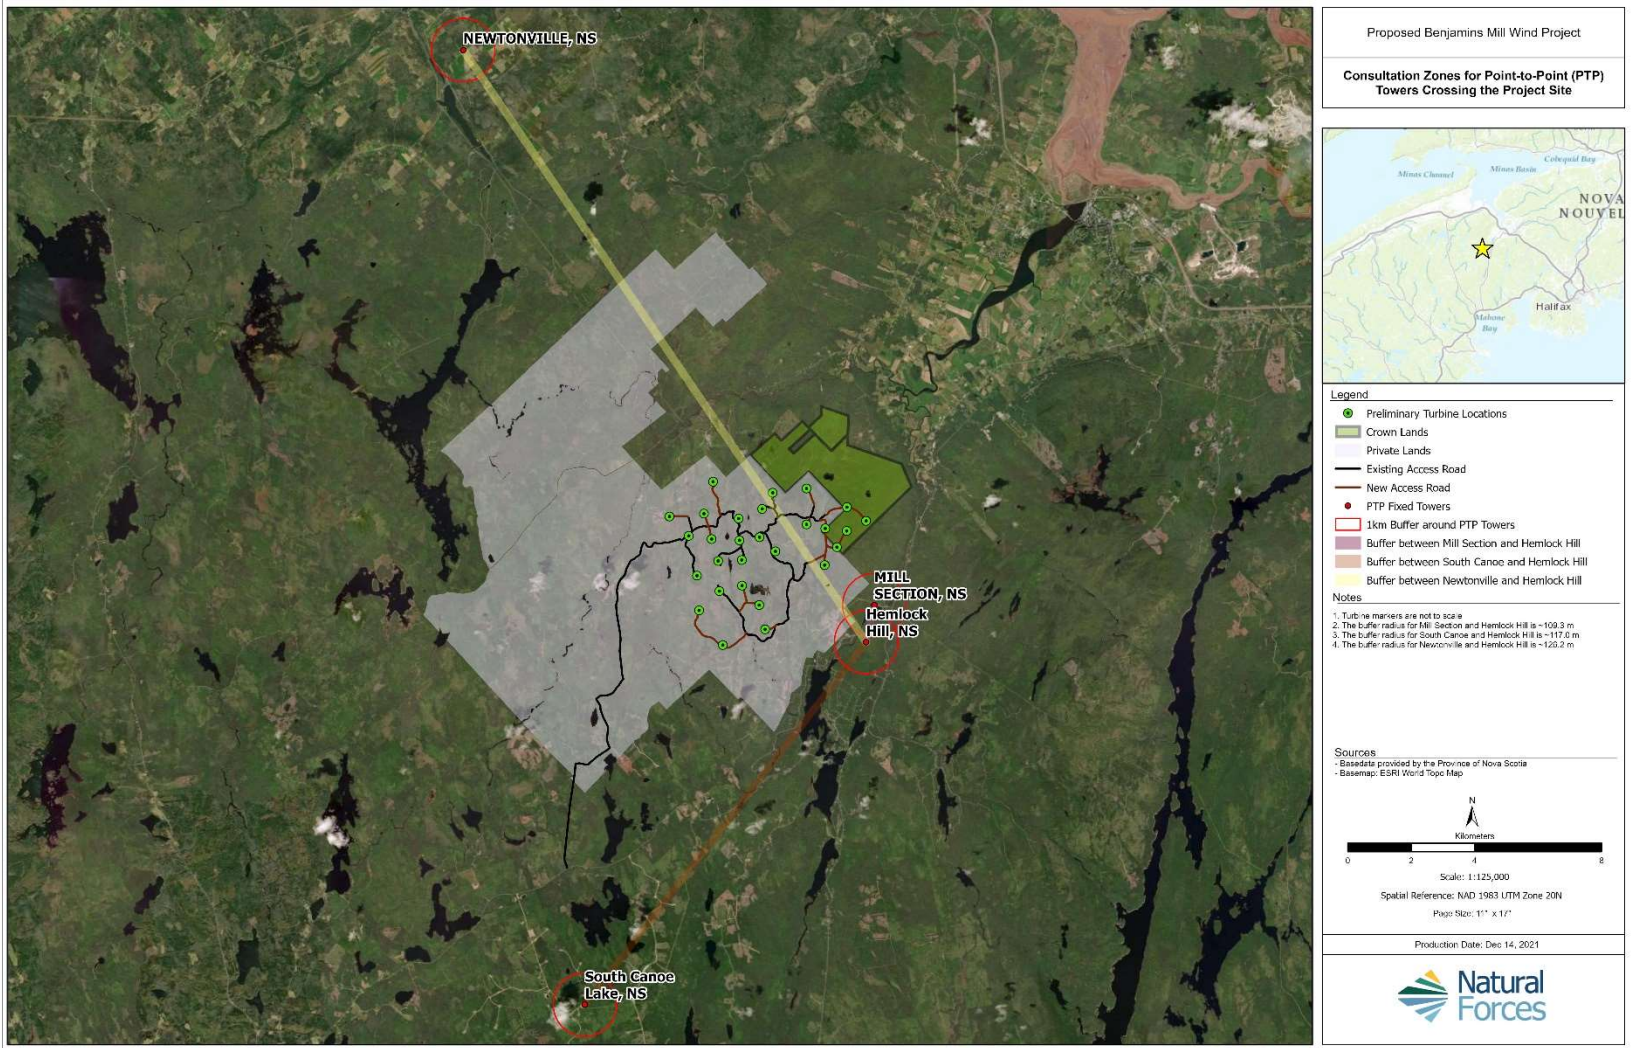 NEWTONVILLE, NS
MILL
SECTION, NS
Hemlock
Hill, NS
South Canoe
Lake, NS
Proposed Benjamins Mill Wind Project
Consultation Zones for Point-to-Point (PTP)
Towers Crossing the Project Site
Minas Channel
Minas Basin
Cobequid Bay
NOVA
NOUVEL
Halifax
Mahone
Bay
Legend
Preliminary Turbine Locations
Crown Lands
Private Lands
Existing Access Road
New Access Road
PTP Fixed Towers
1km Buffer around PTP Towers
Buffer between Mill Section and Hemlock Hill
Buffer between South Canoe and Hemlock Hill
Buffer between Newtonville and Hemlock Hill
Notes
1. Turbine markers are not to scale
2. The buffer radius for Mill Section and Hemlock Hill is ~109.3 m
3. The buffer radius for South Canoe and Hemlock Hill is ~117.0 m
4. The buffer radius for Newtonville and Hemlock Hill is ~126.2 m
Sources
- Basedata provided by the Province of Nova Scotia
- Basemap: ESRI World Topo Map
N
Kilometers
0 2 4 8
Scale: 1:125,000
Spatial Reference: NAD 1983 UTM Zone 20N
Page Size: 11" x 17"
Production Date: Dec 14, 2021
Natural
Forces